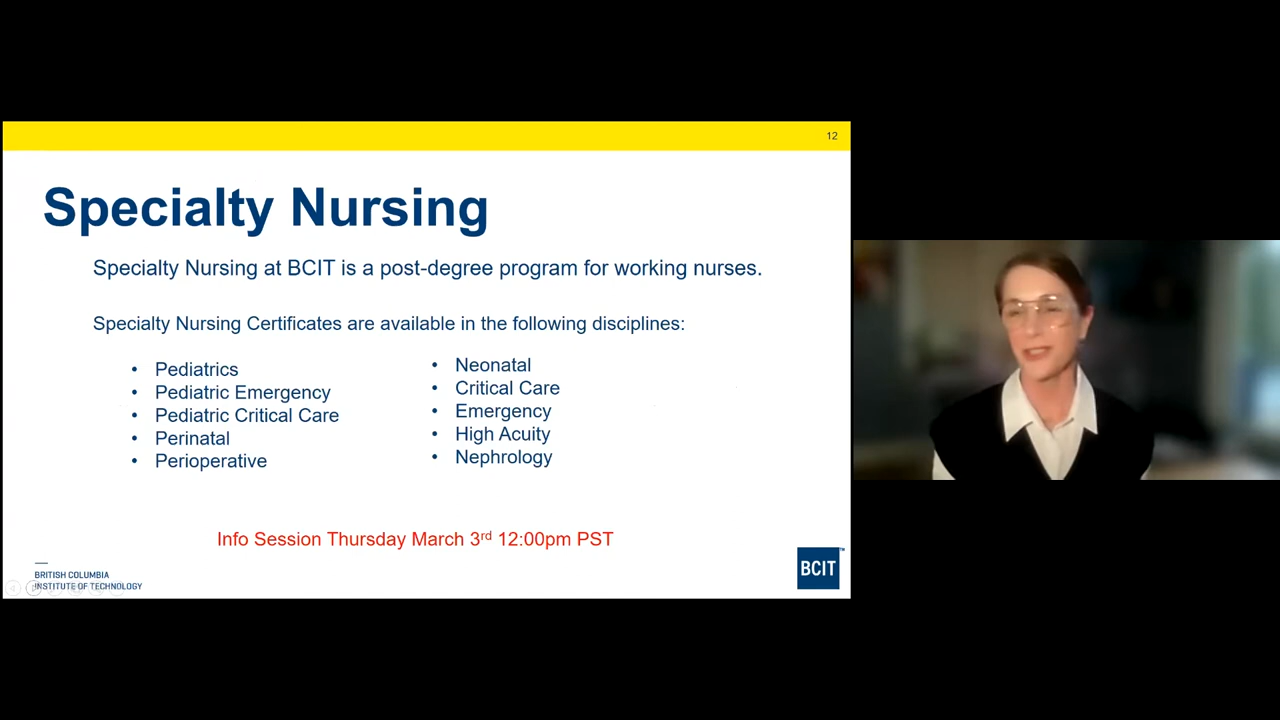 12
Specialty Nursing
Specialty Nursing at BCIT is a post-degree program for working nurses.
Specialty Nursing Certificates are available in the following disciplines:
• Pediatrics
• Pediatric Emergency
• Pediatric Critical Care
• Perinatal
• Perioperative
• Neonatal
• Critical Care
• Emergency
• High Acuity
• Nephrology
Info Session Thursday March 3rd 12:00pm PST
BRITISH COLUMBIA
INSTITUTE OF TECHNOLOGY
BCIT™